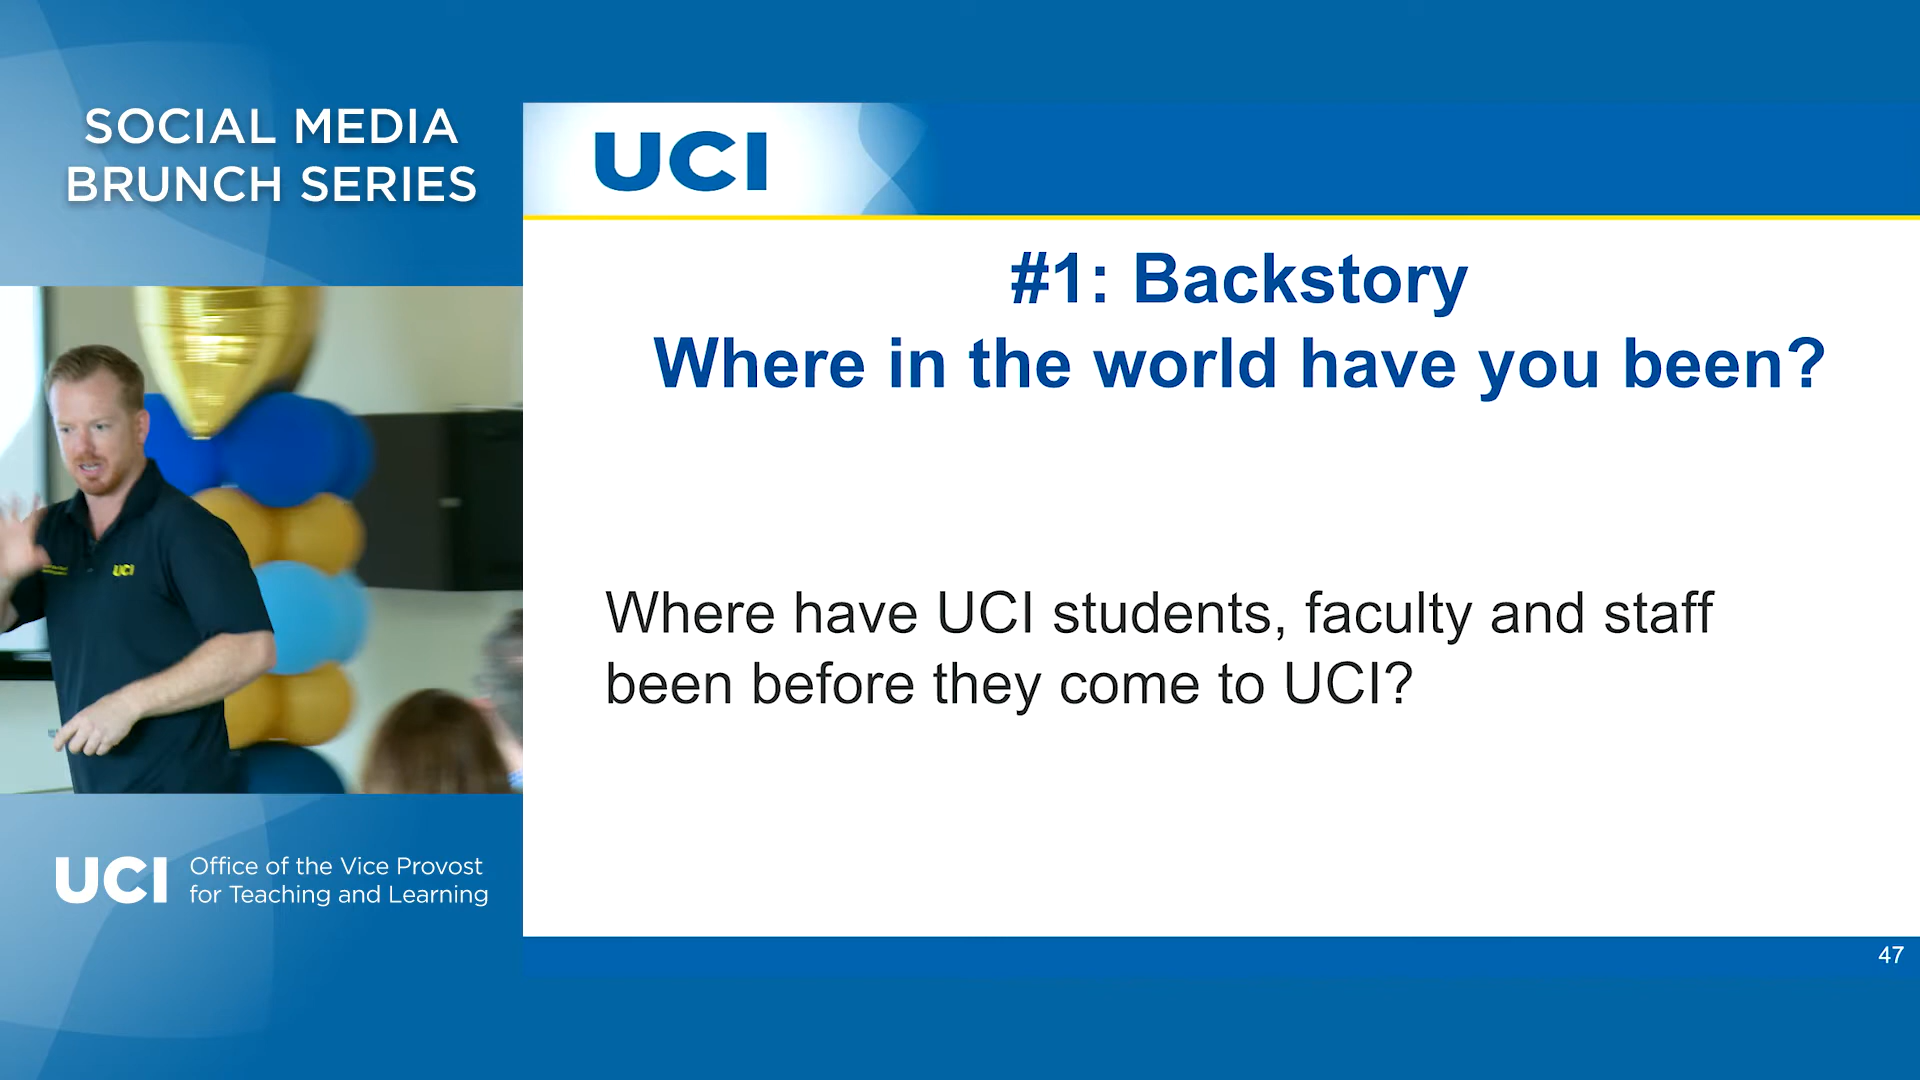 SOCIAL MEDIA
BRUNCH SERIES
UCI
#1: Backstory
Where in the world have you been?
Where have UCI students, faculty and staff
been before they come to UCI?
UCI
UCI
Office of the Vice Provost
for Teaching and Learning
47